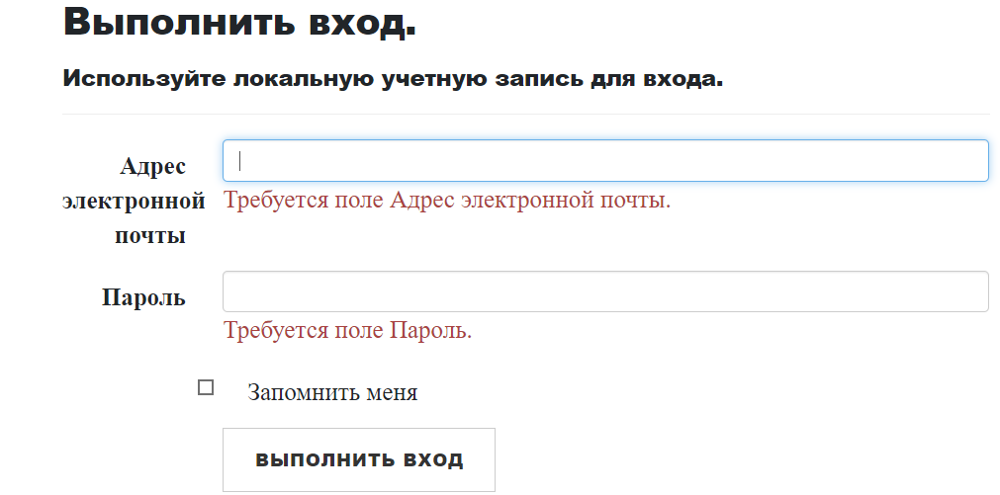 Выполнить вход.
Используйте локальную учетную запись для входа.
Адрес
электронной
почты
Требуется поле Адрес электронной почты.
Пароль
Требуется поле Пароль.
Запомнить меня
выполнить вход